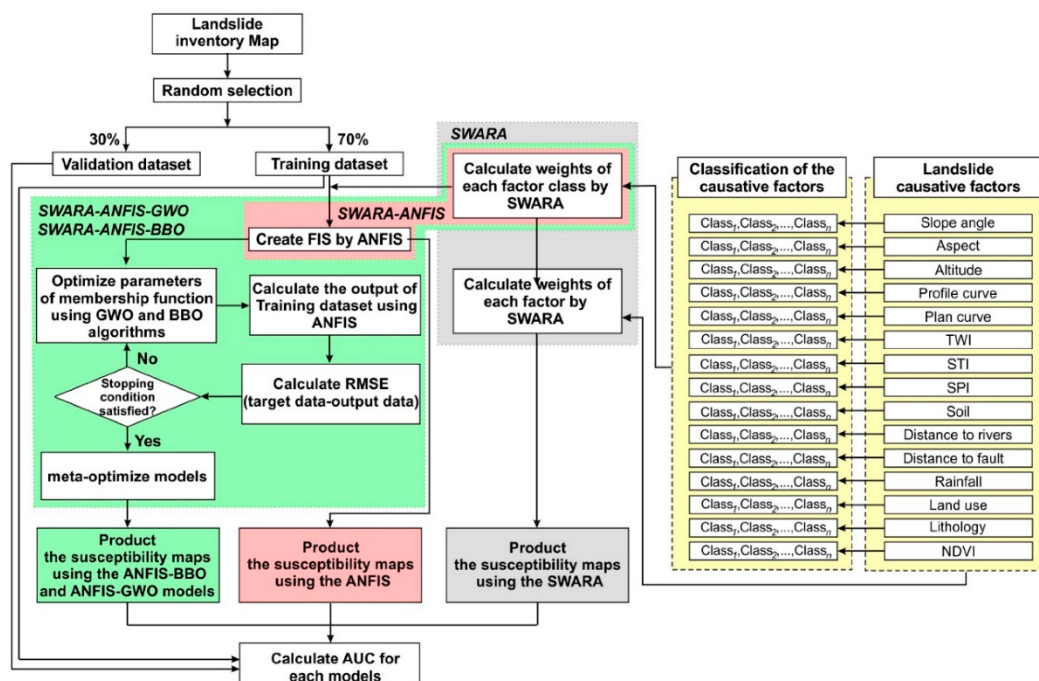 Landslide
inventory Map
Random selection
30%
70%
Validation dataset
Training dataset
SWARA
Calculate weights of
each factor class by
SWARA
SWARA-ANFIS-GWO
SWARA-ANFIS-BBO
SWARA-ANFIS
Create FIS by ANFIS
Optimize parameters
of membership function
using GWO and BBO
algorithms
Calculate the output of
Training dataset using
ANFIS
Calculate weights
of each factor by
SWARA
No
Stopping
condition
satisfied?
Calculate RMSE
(target data-output data)
Yes
meta-optimize models
Product
the susceptibility maps
using the ANFIS-BBO
and ANFIS-GWO models
Product
the susceptibility maps
using the ANFIS
Product
the susceptibility maps
using the SWARA
Calculate AUC for
each models
Classification of the
causative factors
Landslide
causative factors
Class1,Class2,...,Classn
Slope angle
Class1,Class2,...,Classn
Aspect
Class1,Class2,...,Classn
Altitude
Class1,Class2,...,Classn
Profile curve
Class1,Class2,...,Classn
Plan curve
Class1,Class2,...,Classn
TWI
Class1,Class2,...,Classn
STI
Class1,Class2,...,Classn
SPI
Class1,Class2,...,Classn
Soil
Class1,Class2,...,Classn
Distance to rivers
Class1,Class2,...,Classn
Distance to fault
Class1,Class2,...,Classn
Rainfall
Class1,Class2,...,Classn
Land use
Class1,Class2,...,Classn
Lithology
Class1,Class2,...,Classn
NDVI